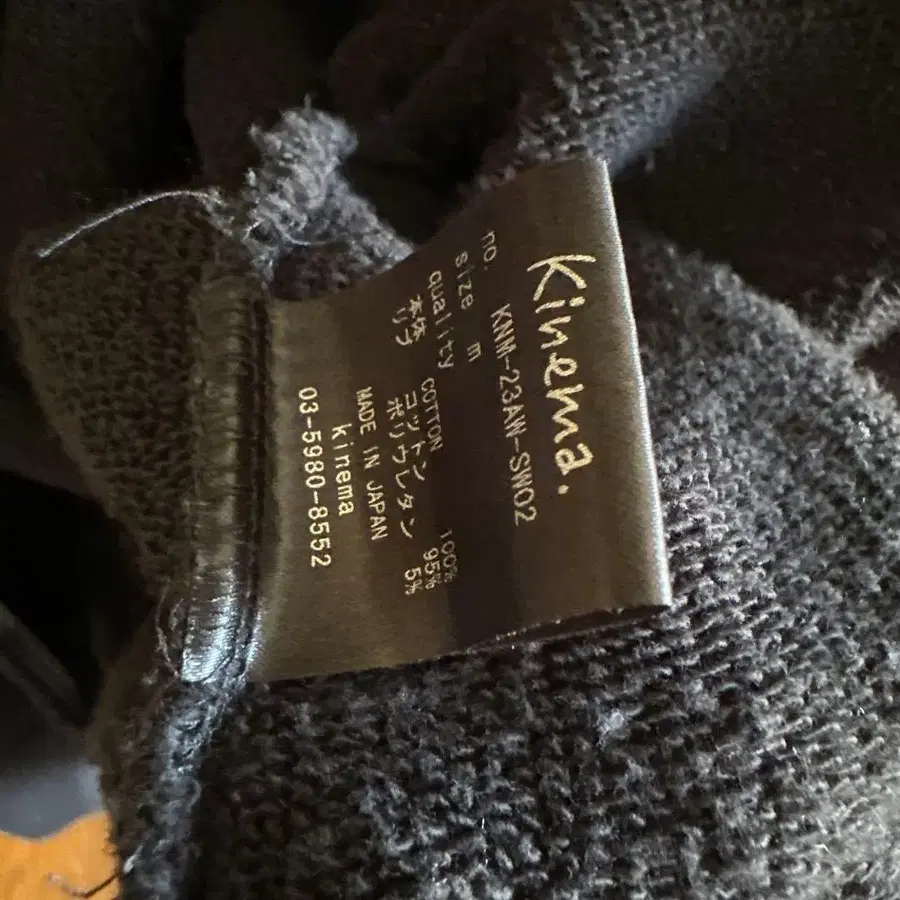 Kinema.
no. KNM-23AW-SW02
size m
quality COTTON 100%
本体 コットン 95%
リブ ポリウレタン 5%
MADE IN JAPAN
kinema
03-5980-8552